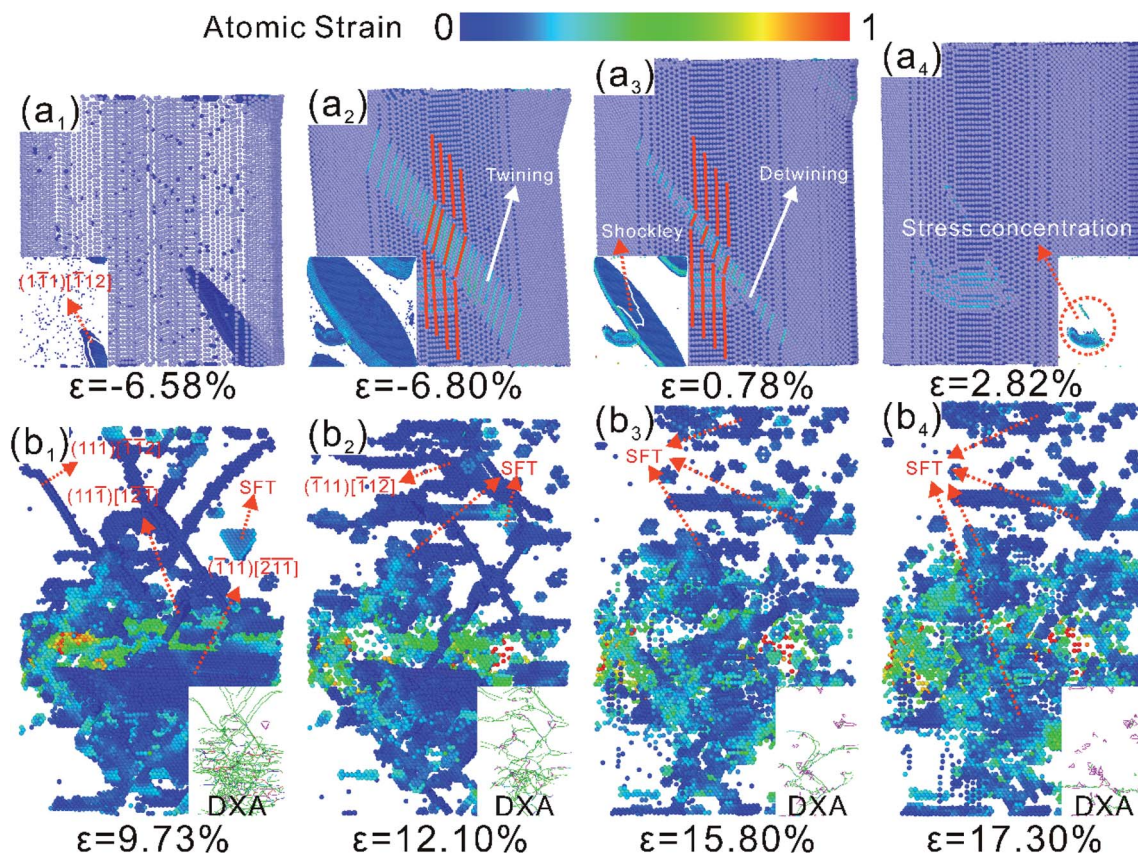 Atomic Strain 0 1
(a₁)
(11̅1)[1̅12]
ε=-6.58%
(a₂)
Twining
ε=-6.80%
(a₃)
Shockley
Detwining
ε=0.78%
(a₄)
Stress concentration
ε=2.82%
(b₁)
(111)[1̅1̅2]
(111̅)[12̅1̅]
SFT
(1̅11)[2̅1̅1̅]
DXA
ε=9.73%
(b₂)
(1̅11)[1̅12̅]
SFT
DXA
ε=12.10%
(b₃)
SFT
DXA
ε=15.80%
(b₄)
SFT
DXA
ε=17.30%